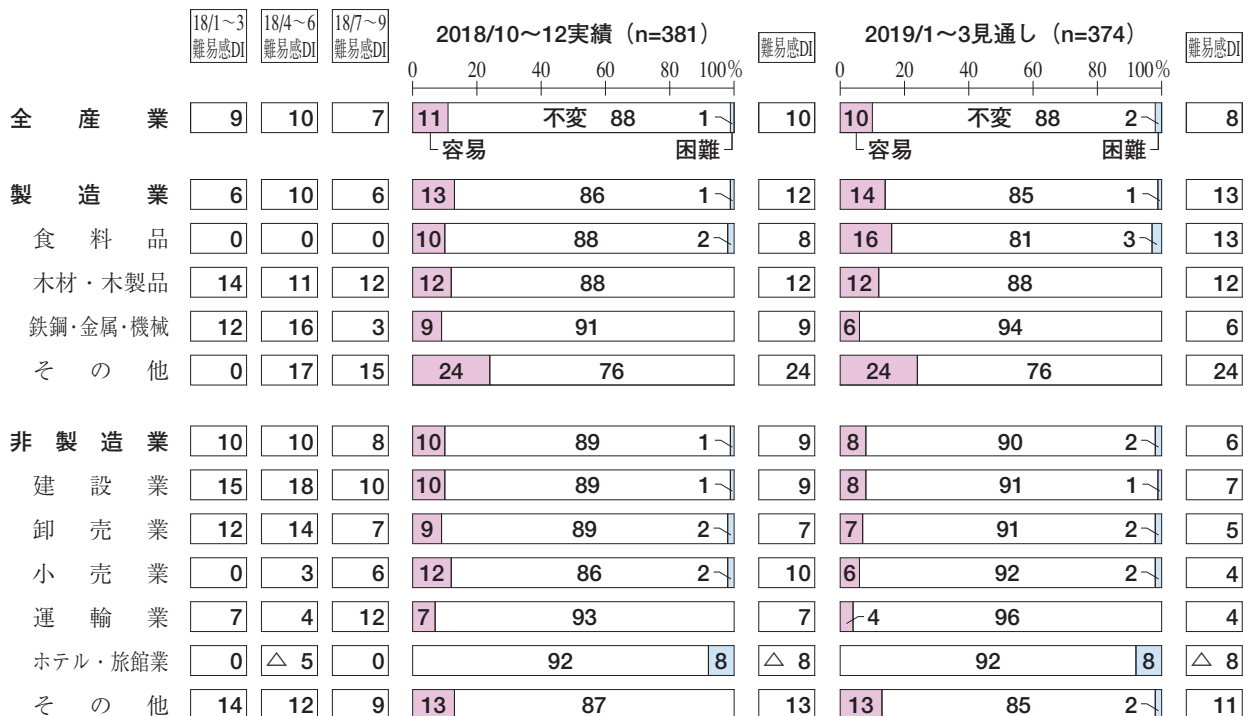 18/1～3 難易感DI 18/4～6 難易感DI 18/7～9 難易感DI 2018/10～12実績（n=381） 難易感DI 2019/1～3見通し（n=374） 難易感DI
0 20 40 60 80 100% 0 20 40 60 80 100%
全産業 9 10 7 11 不変 88 1 10 10 不変 88 2 8
容易 困難 容易 困難
製造業 6 10 6 13 86 1 12 14 85 1 13
食料品 0 0 0 10 88 2 8 16 81 3 13
木材・木製品 14 11 12 12 88 12 12 88 12
鉄鋼・金属・機械 12 16 3 9 91 9 6 94 6
その他 0 17 15 24 76 24 24 76 24
非製造業 10 10 8 10 89 1 9 8 90 2 6
建設業 15 18 10 10 89 1 9 8 91 1 7
卸売業 12 14 7 9 89 2 7 7 91 2 5
小売業 0 3 6 12 86 2 10 6 92 2 4
運輸業 7 4 12 7 93 7 4 96 4
ホテル・旅館業 0 △ 5 0 92 8 △ 8 92 8 △ 8
その他 14 12 9 13 87 13 13 85 2 11